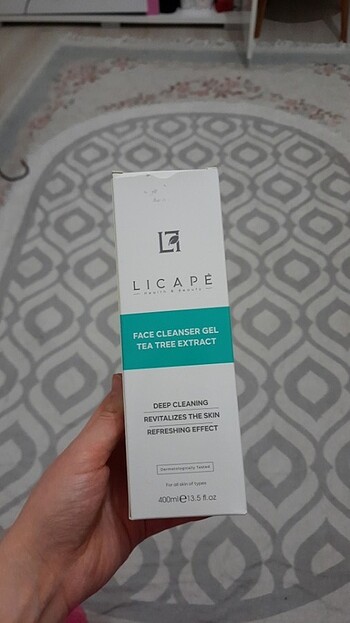 LICAPÉ
Health & Beauty
FACE CLEANSER GEL
TEA TREE EXTRACT
DEEP CLEANING
REVITALIZES THE SKIN
REFRESHING EFFECT
Dermatologically Tested
For all skin of types
400ml℮13.5 fl.oz